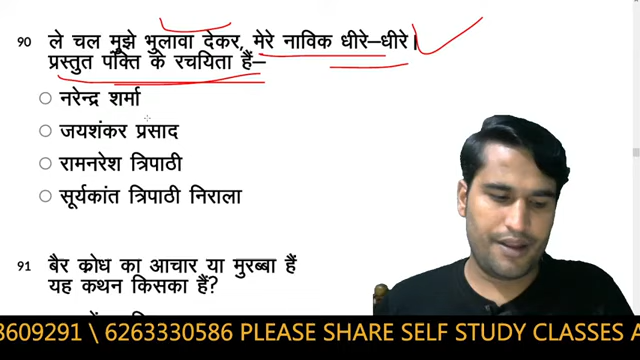 90 ले चल मुझे भुलावा देकर, मेरे नाविक धीरे–धीरे।
प्रस्तुत पंक्ति के रचयिता हैं–
नरेन्द्र शर्मा
जयशंकर प्रसाद
रामनरेश त्रिपाठी
सूर्यकांत त्रिपाठी निराला
91 बैर क्रोध का आचार या मुरब्बा हैं
यह कथन किसका हैं?
8609291 \ 6263330586 PLEASE SHARE SELF STUDY CLASSES A